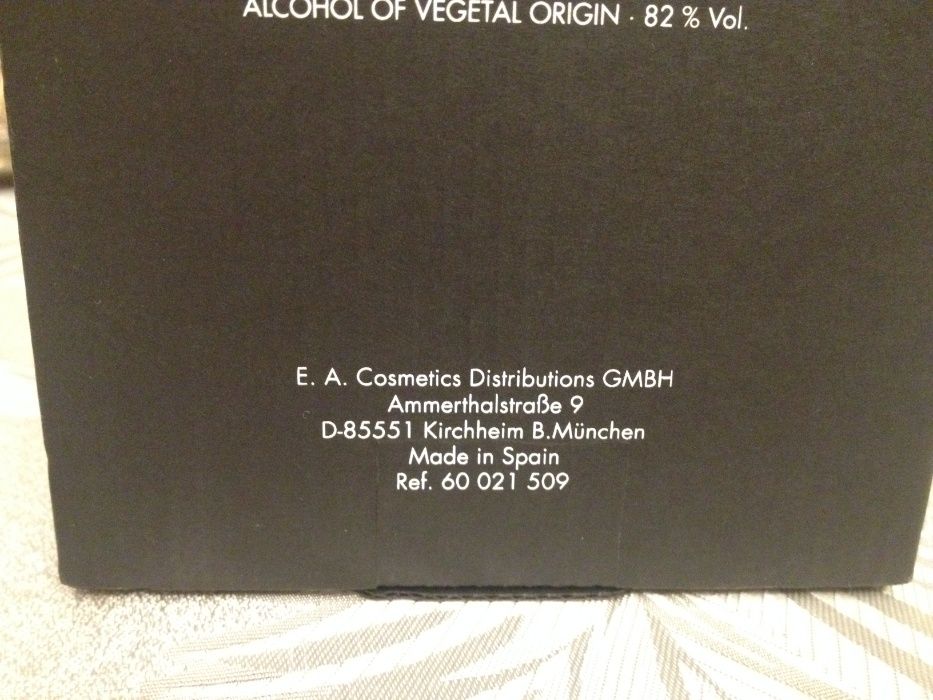 ALCOHOL OF VEGETAL ORIGIN · 82 % Vol.
E. A. Cosmetics Distributions GMBH
Ammerthalstraße 9
D-85551 Kirchheim B.München
Made in Spain
Ref. 60 021 509